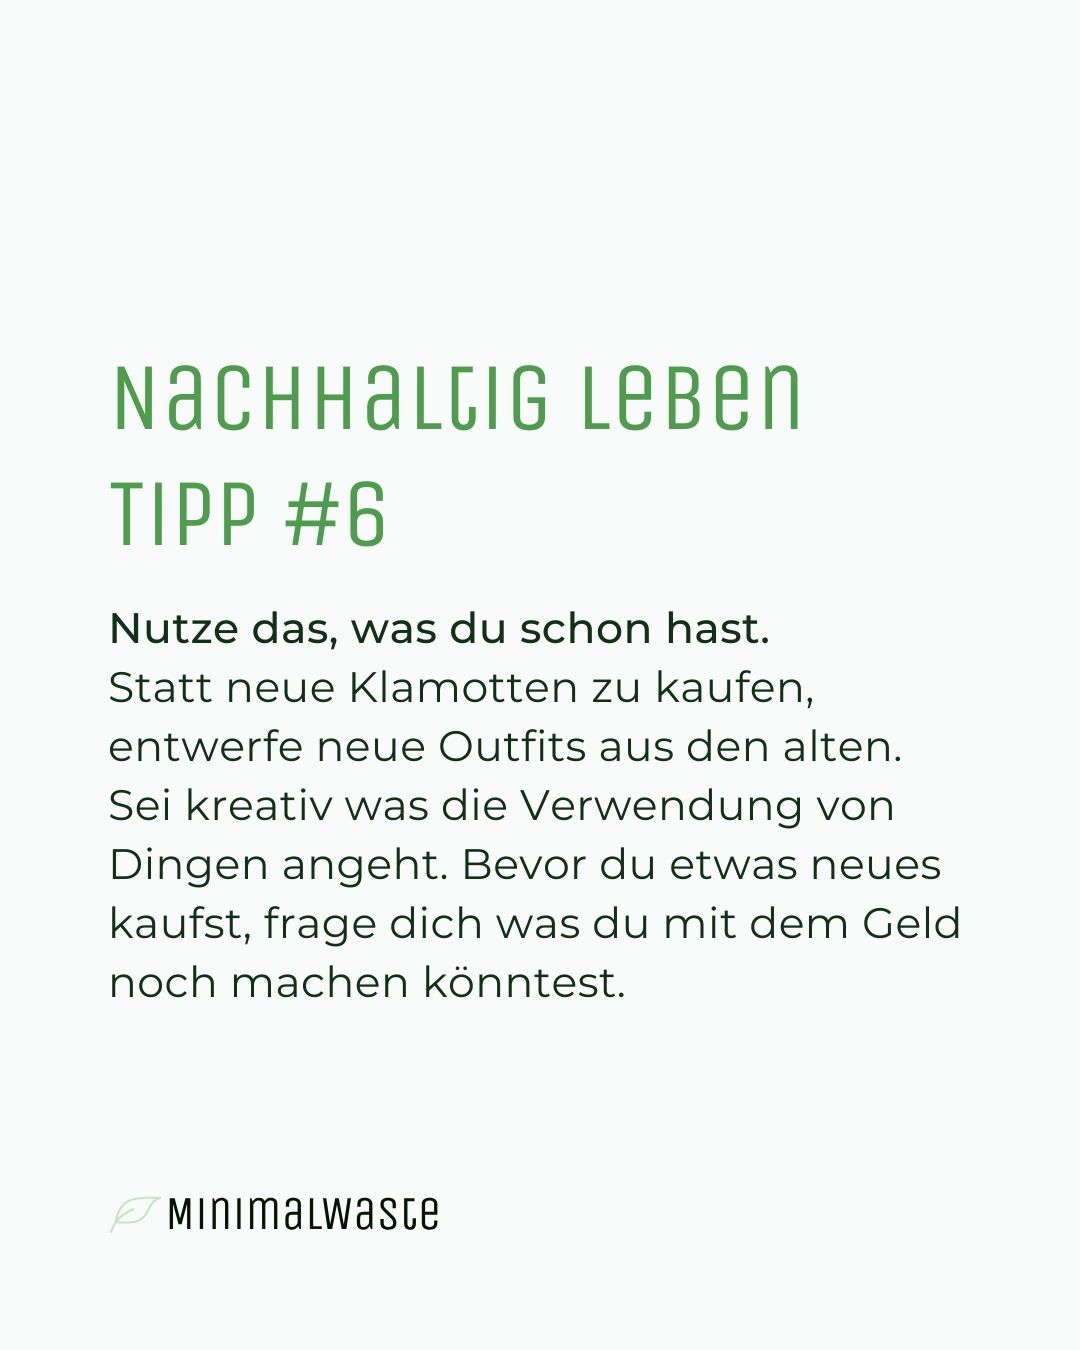 Nachhaltig leben
Tipp #6
Nutze das, was du schon hast.
Statt neue Klamotten zu kaufen,
entwerfe neue Outfits aus den alten.
Sei kreativ was die Verwendung von
Dingen angeht. Bevor du etwas neues
kaufst, frage dich was du mit dem Geld
noch machen könntest.
Minimalwaste